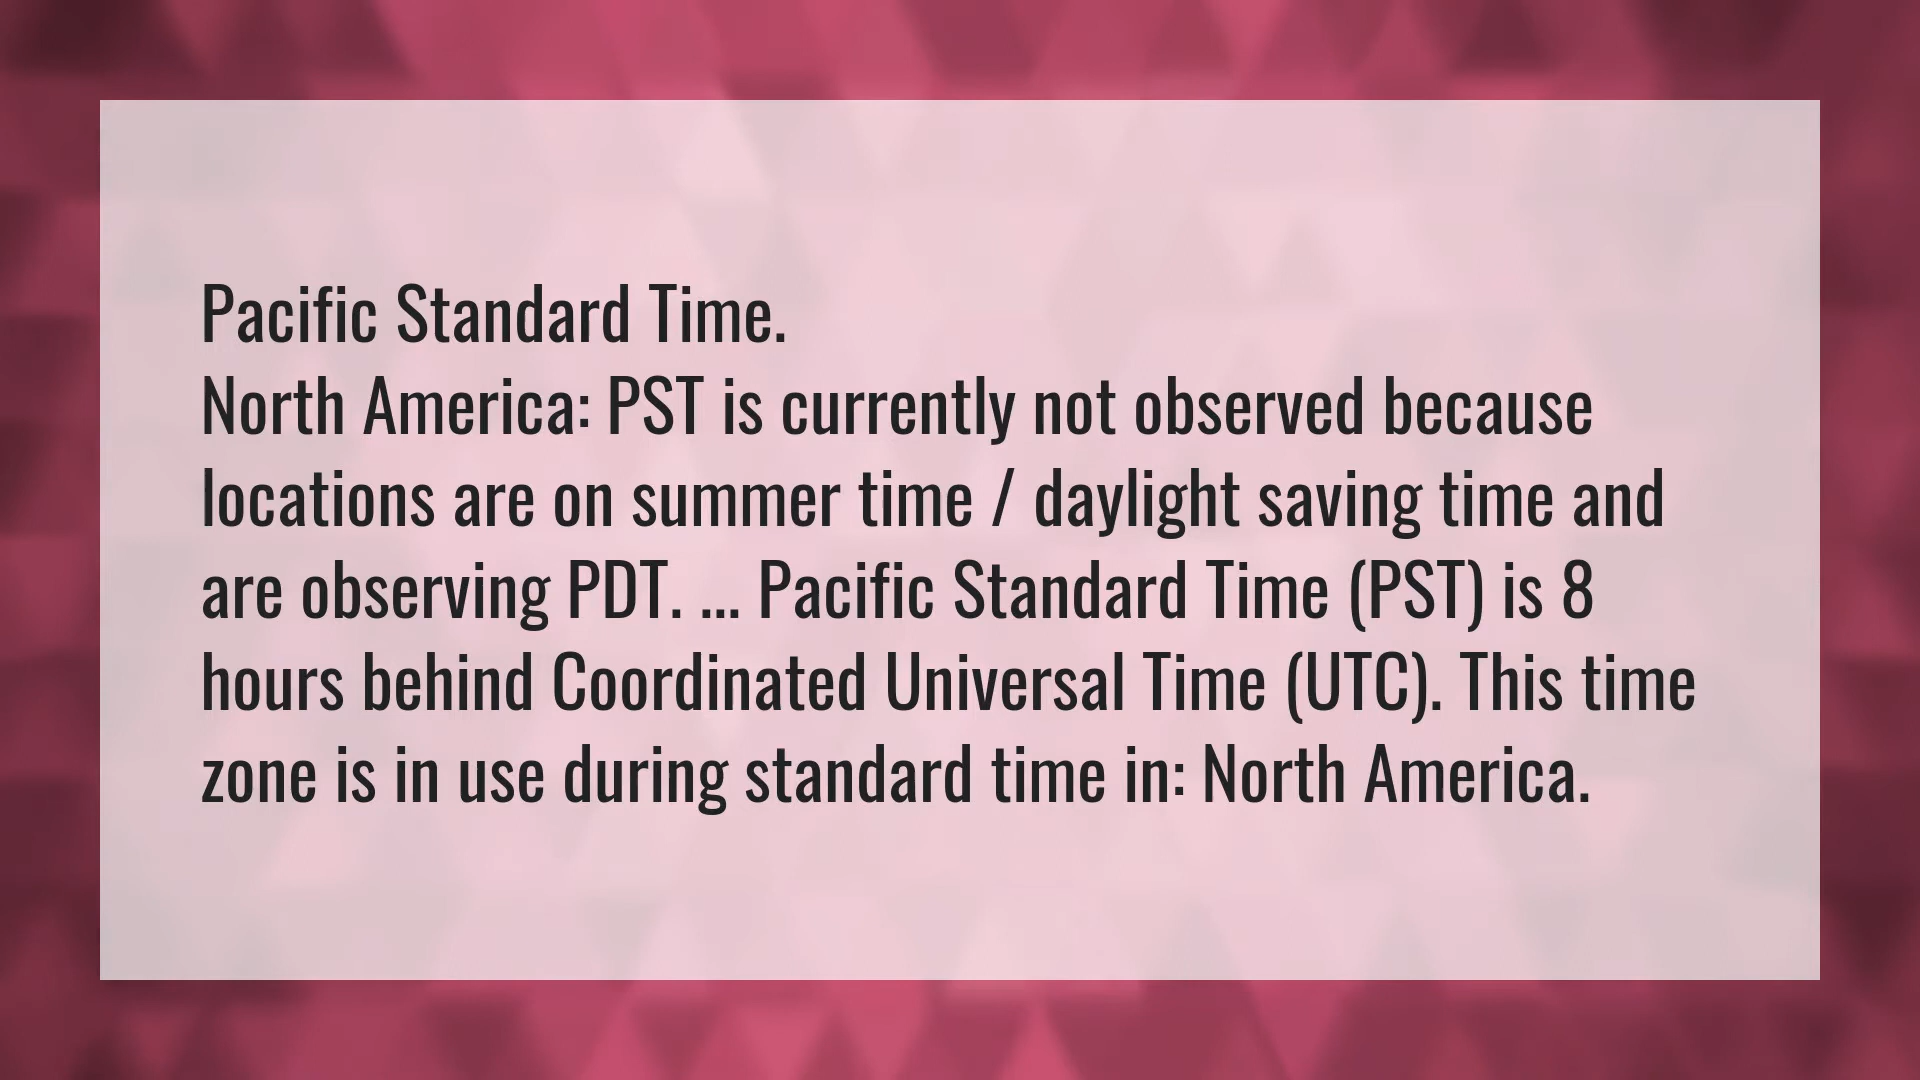 Pacific Standard Time.
North America: PST is currently not observed because
locations are on summer time / daylight saving time and
are observing PDT. ... Pacific Standard Time (PST) is 8
hours behind Coordinated Universal Time (UTC). This time
zone is in use during standard time in: North America.